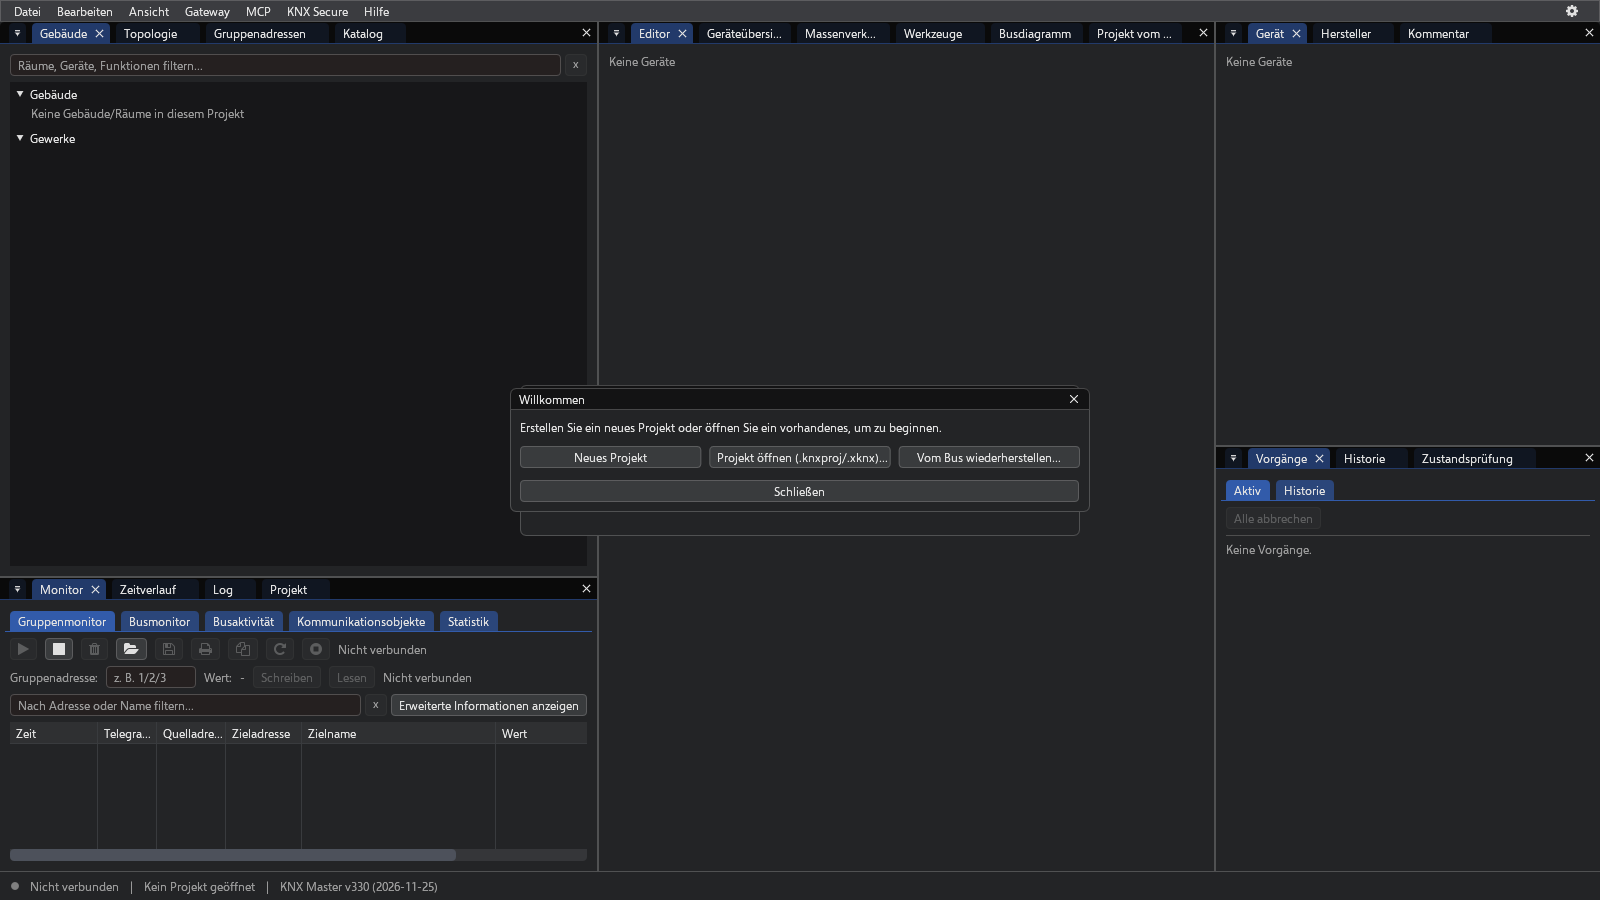 Datei Bearbeiten Ansicht Gateway MCP KNX Secure Hilfe
Gebäude Topologie Gruppenadressen Katalog
Räume, Geräte, Funktionen filtern... x
Gebäude
Keine Gebäude/Räume in diesem Projekt
Gewerke
Editor Geräteübersi... Massenverk... Werkzeuge Busdiagramm Projekt vom ...
Keine Geräte
Gerät Hersteller Kommentar
Keine Geräte
Willkommen
Erstellen Sie ein neues Projekt oder öffnen Sie ein vorhandenes, um zu beginnen.
Neues Projekt Projekt öffnen (.knxproj/.xknx)... Vom Bus wiederherstellen...
Schließen
Vorgänge Historie Zustandsprüfung
Aktiv Historie
Alle abbrechen
Keine Vorgänge.
Monitor Zeitverlauf Log Projekt
Gruppenmonitor Busmonitor Busaktivität Kommunikationsobjekte Statistik
Nicht verbunden
Gruppenadresse: z. B. 1/2/3 Wert: - Schreiben Lesen Nicht verbunden
Nach Adresse oder Name filtern... x Erweiterte Informationen anzeigen
Zeit Telegra... Quelladre... Zieladresse Zielname Wert
Nicht verbunden | Kein Projekt geöffnet | KNX Master v330 (2026-11-25)